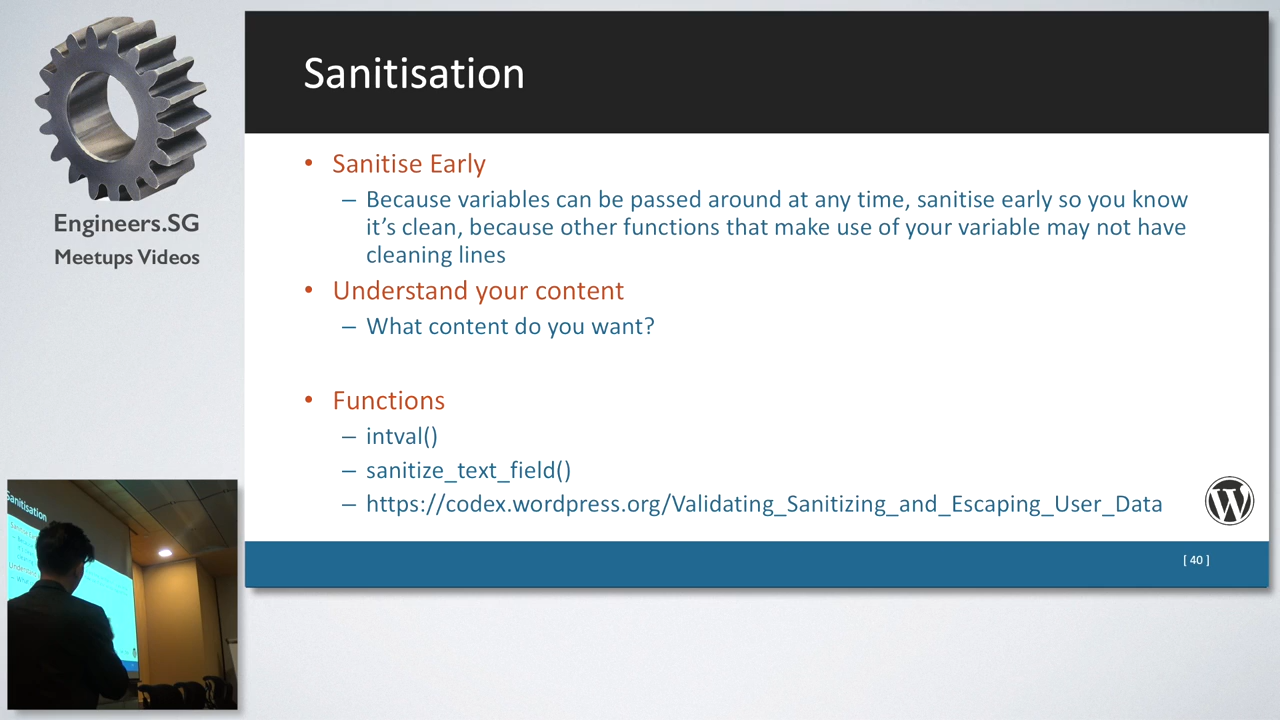 Engineers.SG
Meetups Videos
Sanitisation
• Sanitise Early
– Because variables can be passed around at any time, sanitise early so you know
it’s clean, because other functions that make use of your variable may not have
cleaning lines
• Understand your content
– What content do you want?
• Functions
– intval()
– sanitize_text_field()
– https://codex.wordpress.org/Validating_Sanitizing_and_Escaping_User_Data
[ 40 ]
Sanitisation